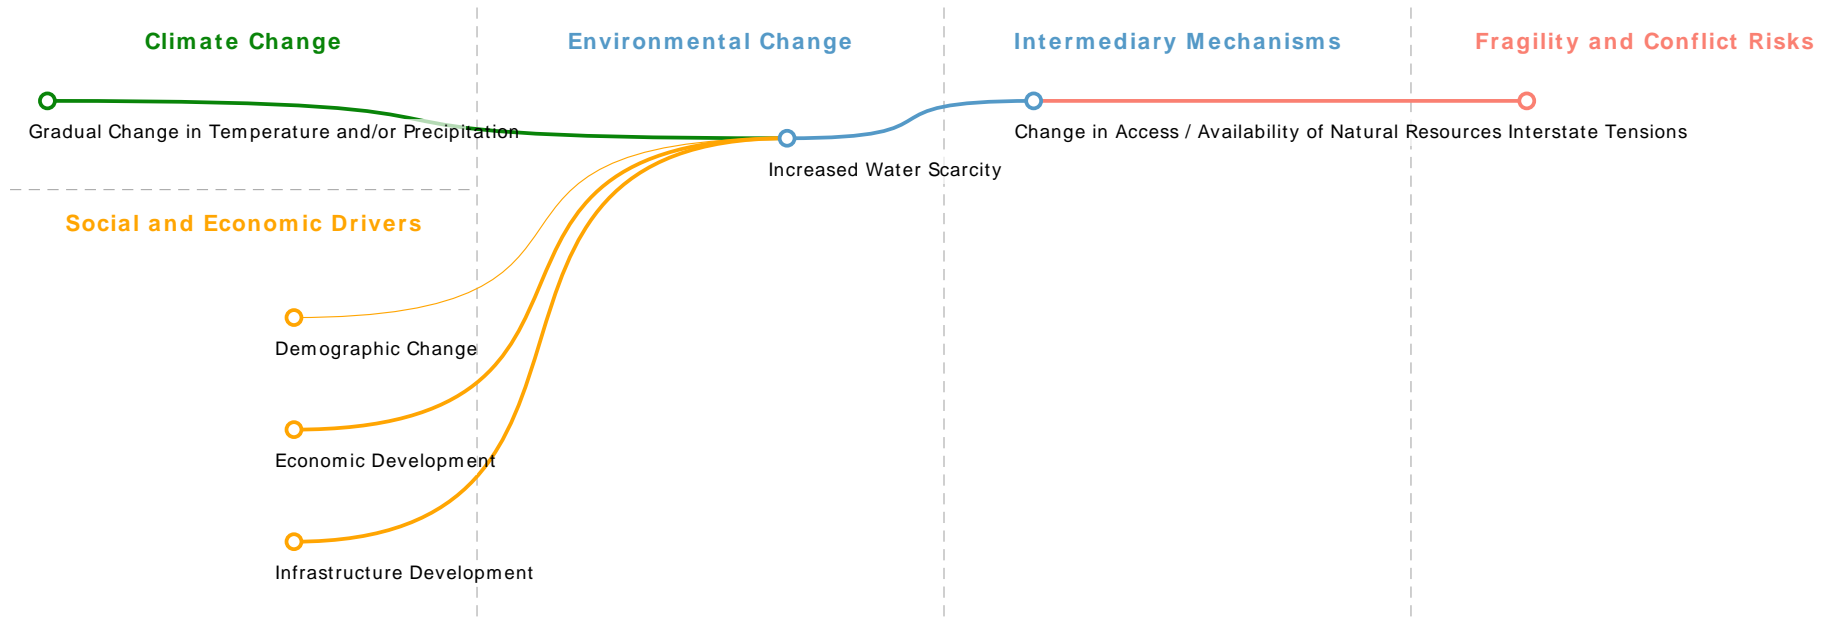 Climate Change
Environmental Change
Intermediary Mechanisms
Fragility and Conflict Risks
Gradual Change in Temperature and/or Precipitation
Change in Access / Availability of Natural Resources
Interstate Tensions
Increased Water Scarcity
Social and Economic Drivers
Demographic Change
Economic Development
Infrastructure Development